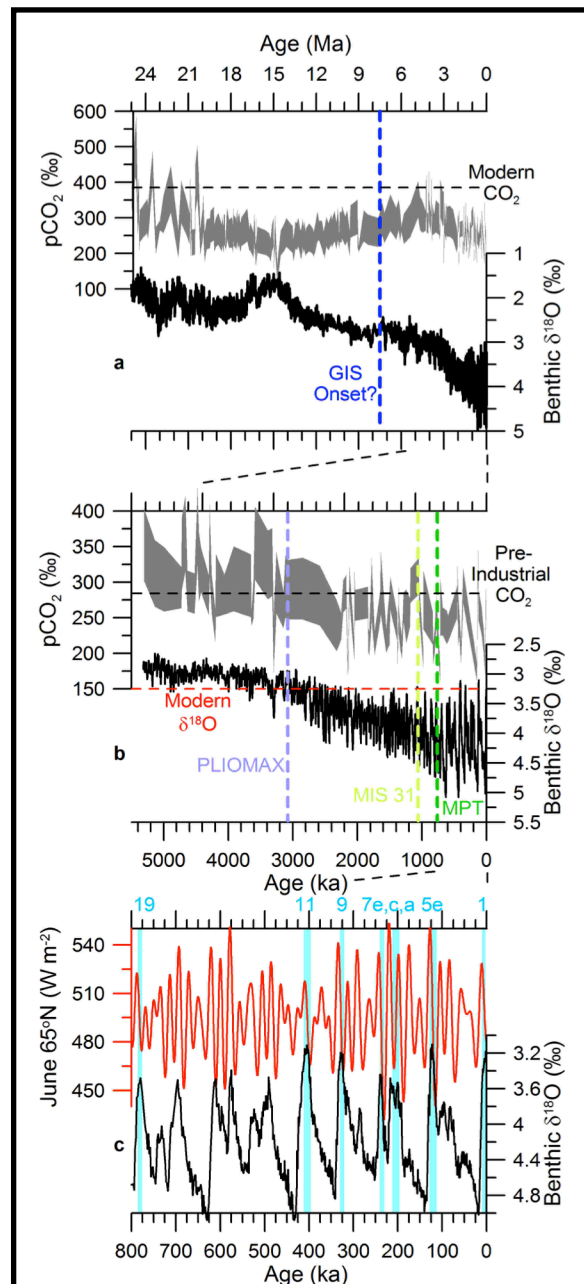 Age (Ma)
24 21 18 15 12 9 6 3 0
600
500
400
300
200
100
pCO₂ (‰)
Modern
CO₂
1
2
3
4
5
Benthic δ¹⁸O (‰)
GIS
Onset?
a
400
350
300
250
200
150
pCO₂ (‰)
Pre-
Industrial
CO₂
2.5
3
3.5
4
4.5
5
5.5
Benthic δ¹⁸O (‰)
Modern
δ¹⁸O
PLIOMAX
MIS 31
MPT
b
5000 4000 3000 2000 1000 0
Age (ka)
19 11 9 7e,c,a 5e 1
540
510
480
450
June 65°N (W m⁻²)
3.2
3.6
4
4.4
4.8
Benthic δ¹⁸O (‰)
c
800 700 600 500 400 300 200 100 0
Age (ka)